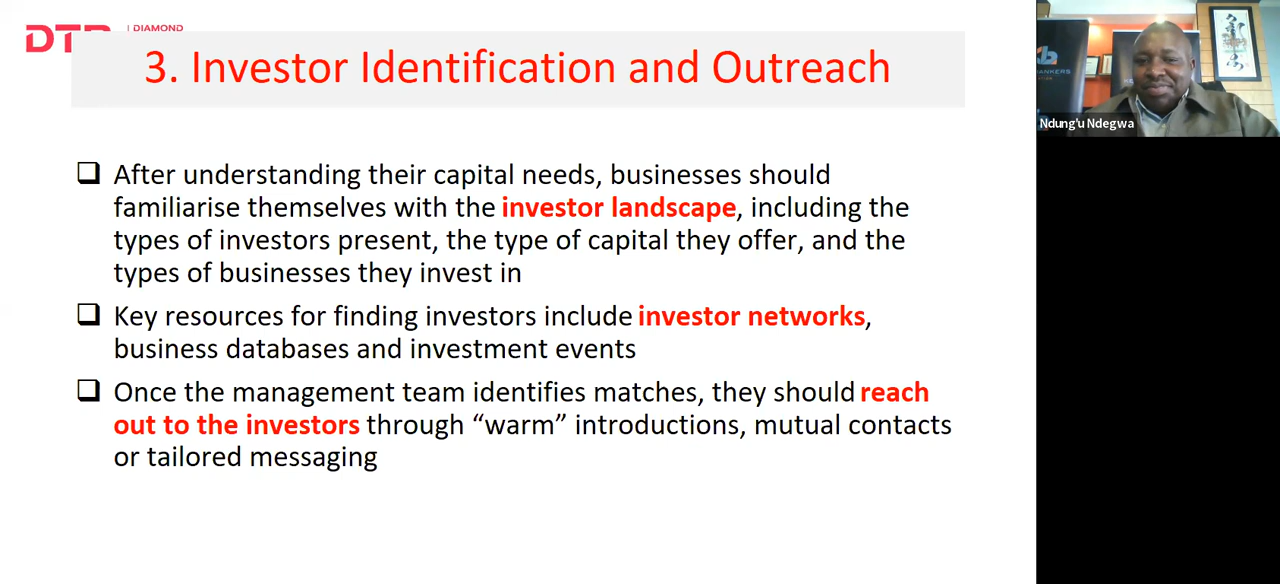 DTB
DIAMOND
3. Investor Identification and Outreach
After understanding their capital needs, businesses should
familiarise themselves with the investor landscape, including the
types of investors present, the type of capital they offer, and the
types of businesses they invest in
Key resources for finding investors include investor networks,
business databases and investment events
Once the management team identifies matches, they should reach
out to the investors through “warm” introductions, mutual contacts
or tailored messaging
Ndung'u Ndegwa